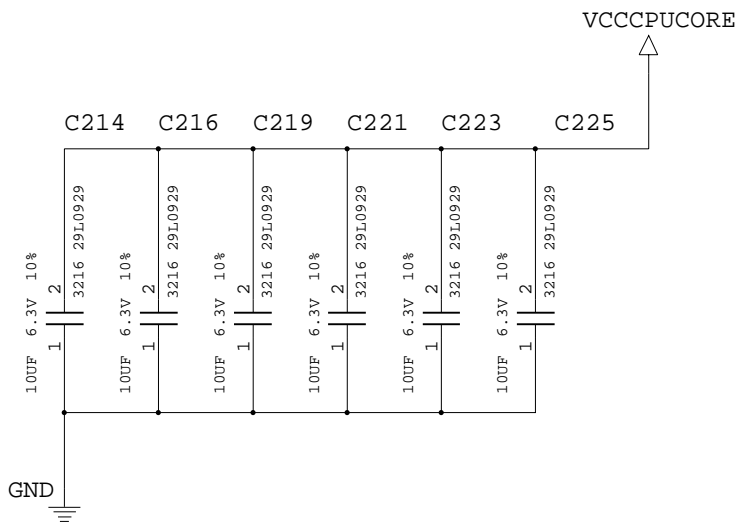 VCCCPUCORE
C214 C216 C219 C221 C223 C225
10UF 6.3V 10%
2
1
3216 29L0929
10UF 6.3V 10%
2
1
3216 29L0929
10UF 6.3V 10%
2
1
3216 29L0929
10UF 6.3V 10%
2
1
3216 29L0929
10UF 6.3V 10%
2
1
3216 29L0929
10UF 6.3V 10%
2
1
3216 29L0929
GND